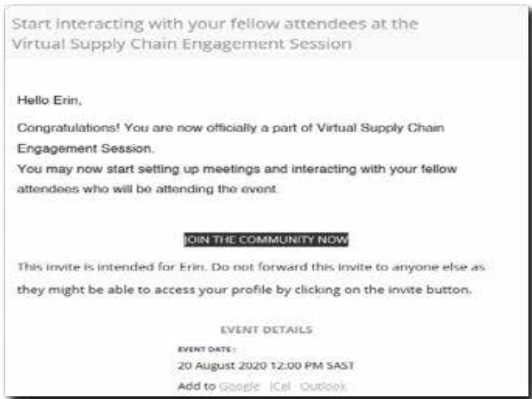 Start interacting with your fellow attendees at the
Virtual Supply Chain Engagement Session
Hello Erin,
Congratulations! You are now officially a part of Virtual Supply Chain
Engagement Session.
You may now start setting up meetings and interacting with your fellow
attendees who will be attending the event.
JOIN THE COMMUNITY NOW
This invite is intended for Erin. Do not forward this invite to anyone else as
they might be able to access your profile by clicking on the invite button.
EVENT DETAILS
EVENT DATE:
20 August 2020 12:00 PM SAST
Add to Google iCal Outlook